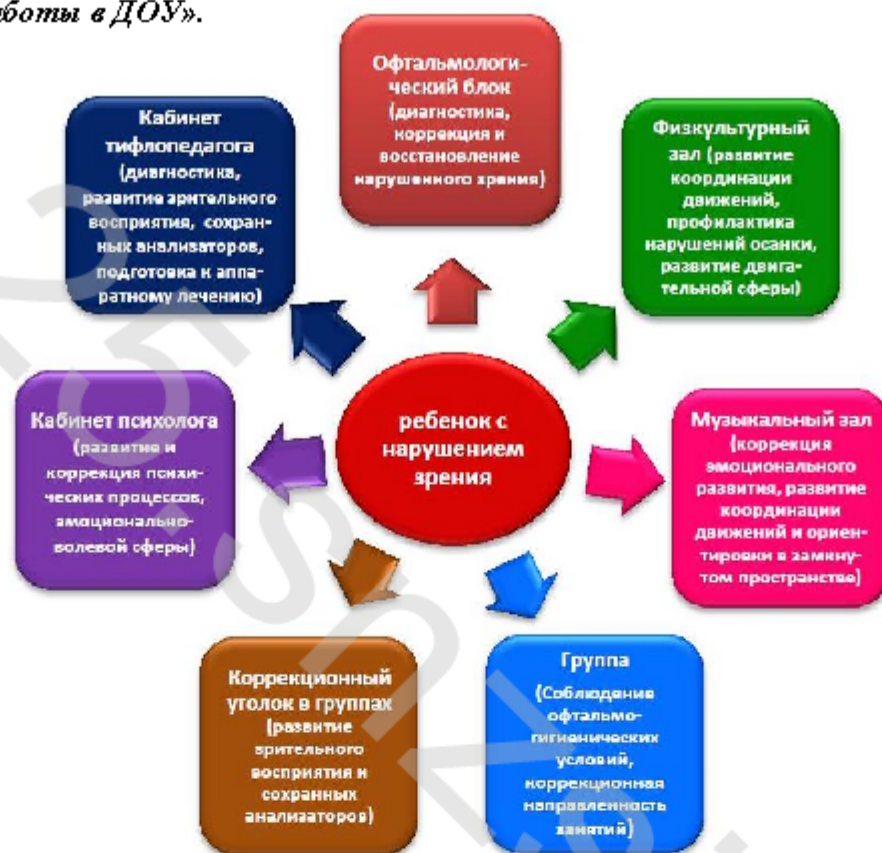 боты в ДОУ».
Офтальмологи-
ческий блок
(диагностика,
коррекция и
восстановление
нарушенного зрения)
Кабинет
тифлопедагога
(диагностика,
развитие зрительного
восприятия, сохран-
ных анализаторов,
подготовка к аппа-
ратному лечению)
Физкультурный
зал (развитие
координации
движений,
профилактика
нарушений осанки,
развитие двига-
тельной сферы)
Кабинет психолога
(развитие и
коррекция психи-
ческих процессов,
эмоционально-
волевой сферы)
ребенок с
нарушением
зрения
Музыкальный зал
(коррекция
эмоционального
развития, развитие
координации
движений и ориен-
тировки в замкну-
том пространстве)
Коррекционный
уголок в группах
(развитие
зрительного
восприятия и
сохранных
анализаторов)
Группа
(Соблюдение
офтальмо-
гигиенических
условий,
коррекционная
направленность
занятий)